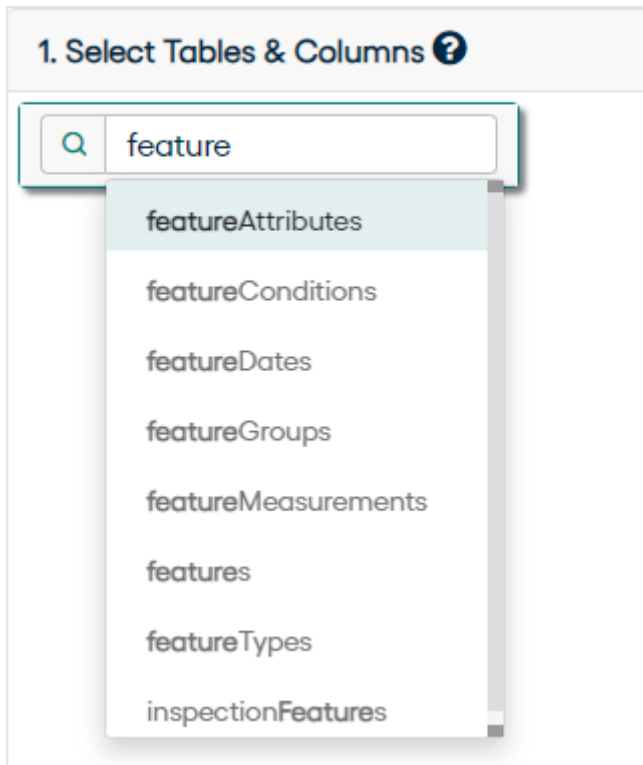 1. Select Tables & Columns ?
feature
featureAttributes
featureConditions
featureDates
featureGroups
featureMeasurements
features
featureTypes
inspectionFeatures